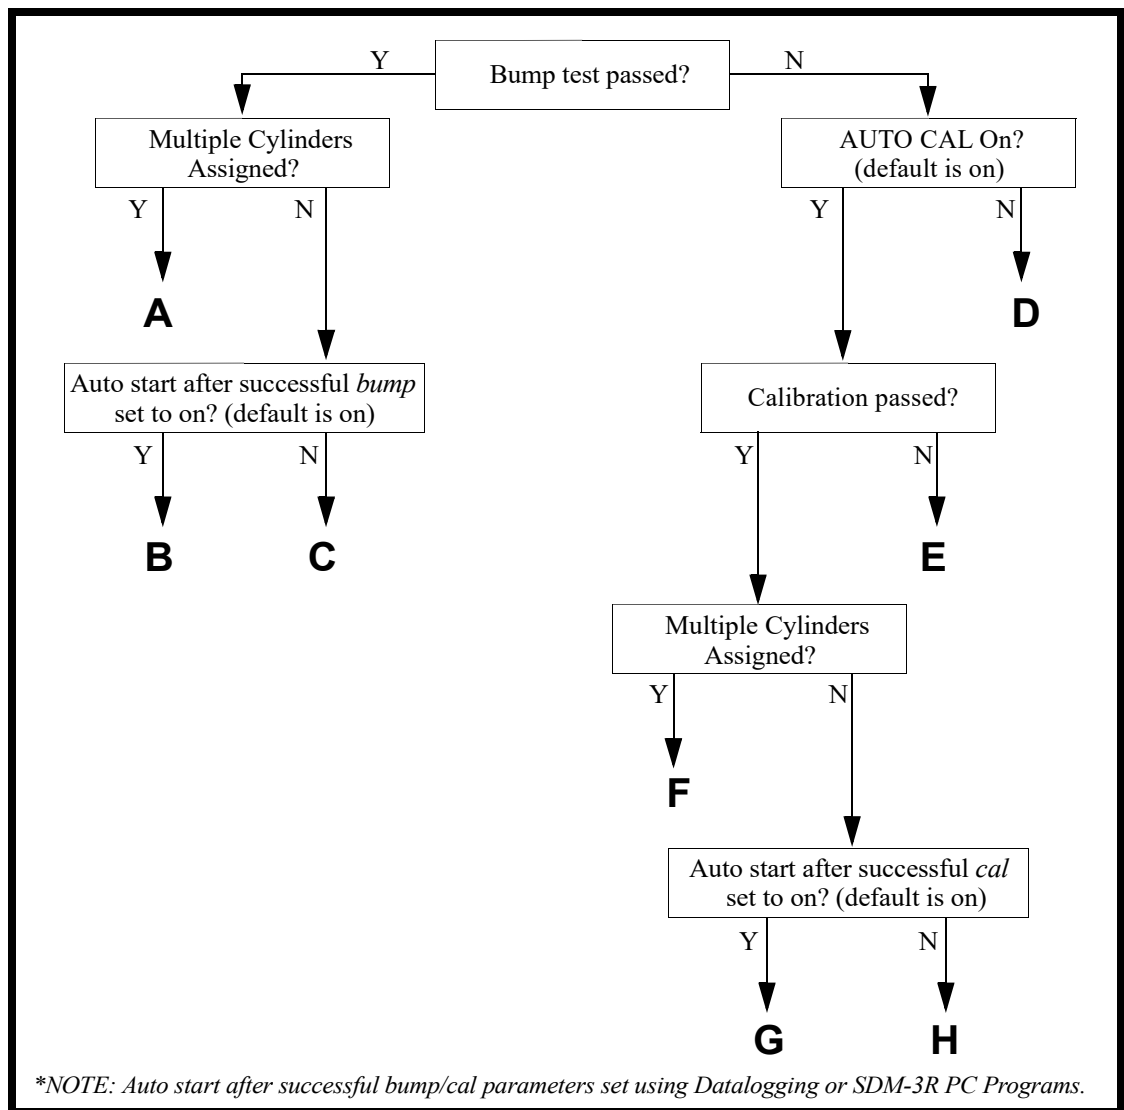 Y
Bump test passed?
N
Multiple Cylinders
Assigned?
AUTO CAL On?
(default is on)
Y
N
Y
N
A
D
Auto start after successful bump
set to on? (default is on)
Calibration passed?
Y
N
Y
N
B
C
E
Multiple Cylinders
Assigned?
Y
N
F
Auto start after successful cal
set to on? (default is on)
Y
N
G
H
*NOTE: Auto start after successful bump/cal parameters set using Datalogging or SDM-3R PC Programs.